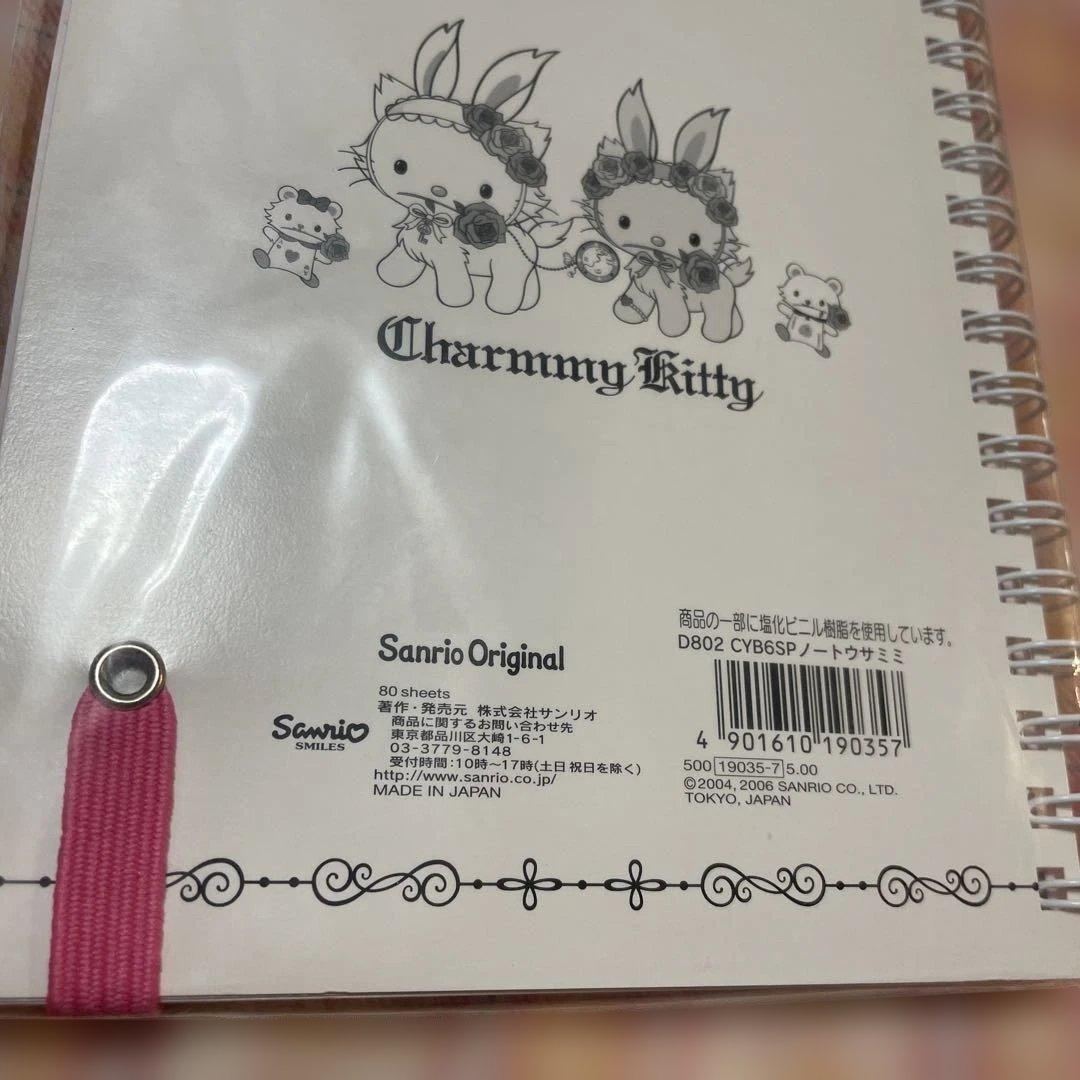 Charmmy Kitty
Sanrio Original
80 sheets
著作・発売元 株式会社サンリオ
商品に関するお問い合わせ先
東京都品川区大崎1-6-1
03-3779-8148
受付時間:10時～17時(土日祝日を除く)
http://www.sanrio.co.jp/
MADE IN JAPAN
Sanrio
SMILES
商品の一部に塩化ビニル樹脂を使用しています。
D802 CYB6SPノートウサミミ
4 901610 190357
500 19035-7 5.00
©2004, 2006 SANRIO CO., LTD.
TOKYO, JAPAN